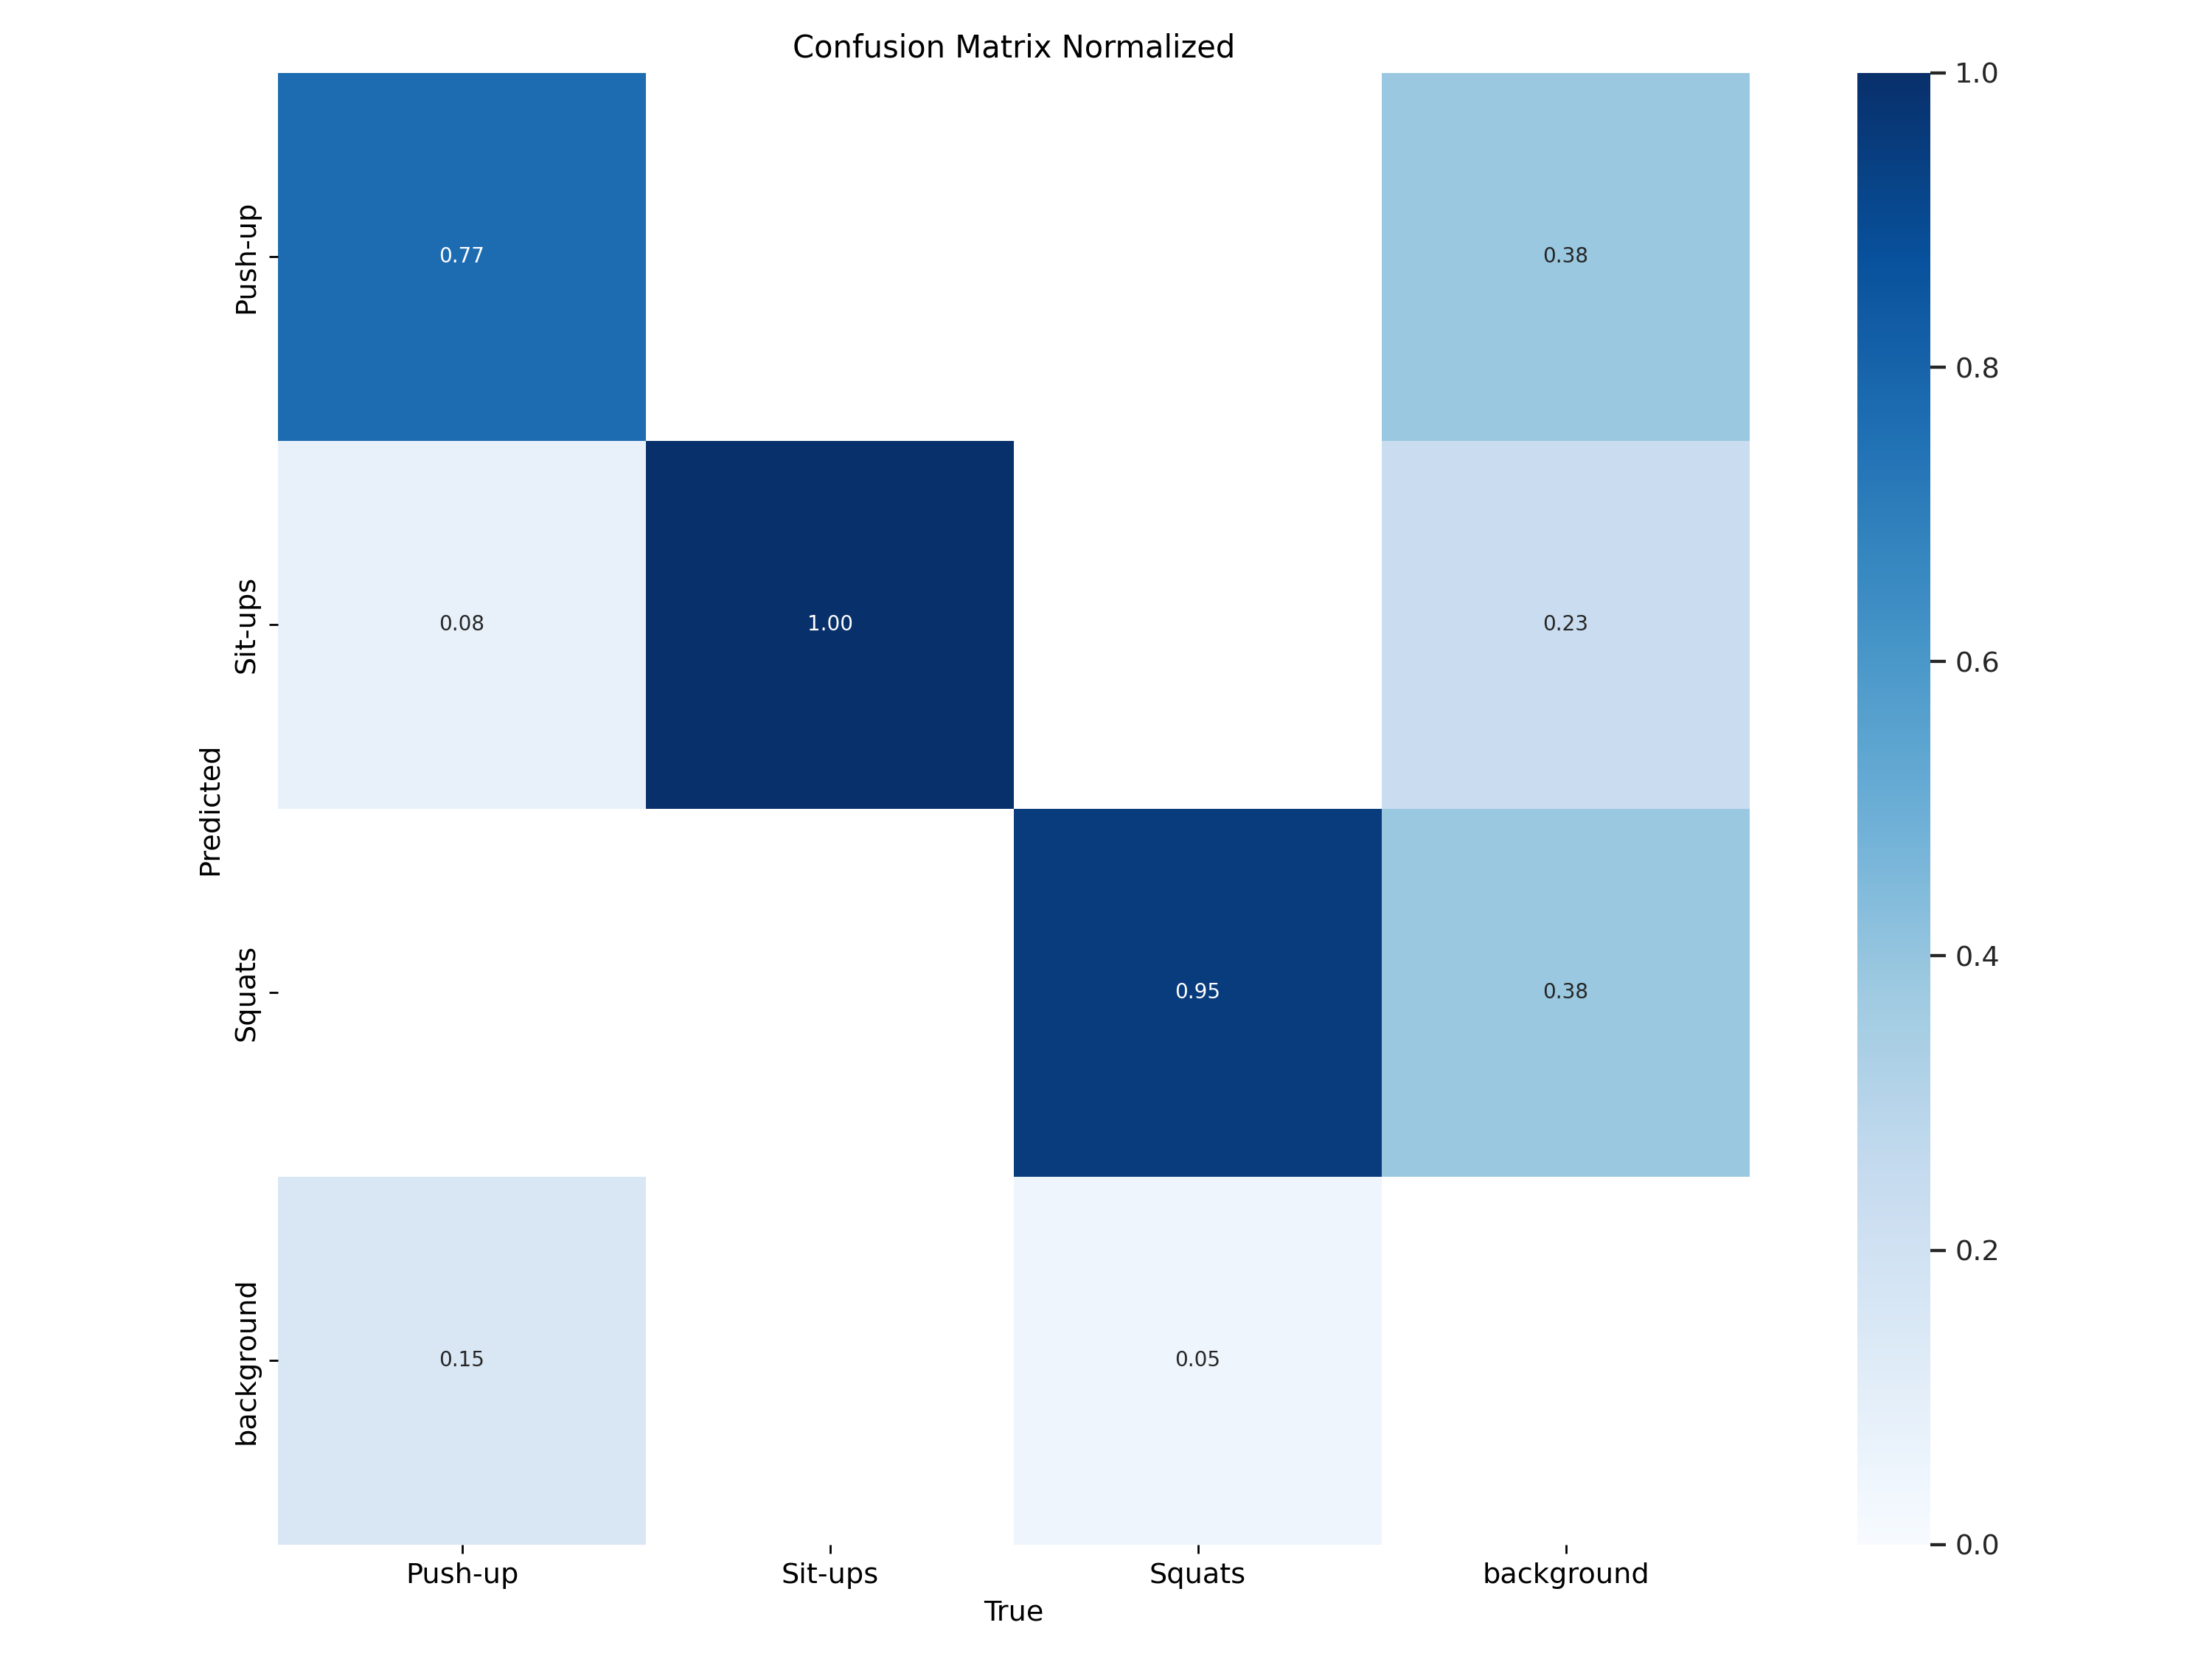 Confusion Matrix Normalized
Push-up
0.77
0.38
Sit-ups
0.08
1.00
0.23
Squats
0.95
0.38
background
0.15
0.05
Predicted
Push-up
Sit-ups
Squats
background
True
1.0
0.8
0.6
0.4
0.2
0.0